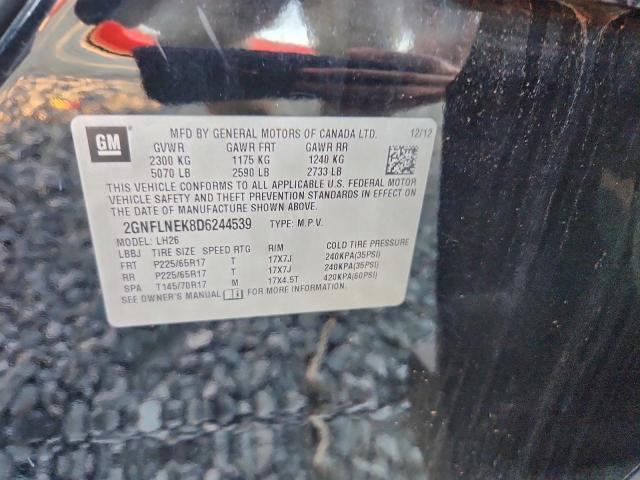 GM
MFD BY GENERAL MOTORS OF CANADA LTD. 12/12
GVWR GAWR FRT GAWR RR
2300 KG 1175 KG 1240 KG
5070 LB 2590 LB 2733 LB
THIS VEHICLE CONFORMS TO ALL APPLICABLE U.S. FEDERAL MOTOR
VEHICLE SAFETY AND THEFT PREVENTION STANDARDS IN EFFECT ON
THE DATE OF MANUFACTURE SHOWN ABOVE.
2GNFLNEK8D6244539 TYPE: M.P.V.
MODEL: LH26
LBBJ TIRE SIZE SPEED RTG RIM COLD TIRE PRESSURE
FRT P225/65R17 T 17X7J 240KPA(35PSI)
RR P225/65R17 T 17X7J 240KPA(35PSI)
SPA T145/70R17 M 17X4.5T 420KPA(60PSI)
SEE OWNER'S MANUAL FOR MORE INFORMATION.